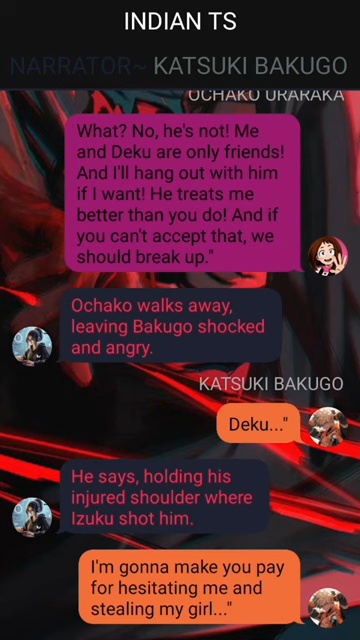 INDIAN TS
NARRATOR~ KATSUKI BAKUGO
OCHAKO URARAKA
What? No, he's not! Me
and Deku are only friends!
And I'll hang out with him
if I want! He treats me
better than you do! And if
you can't accept that, we
should break up."
Ochako walks away,
leaving Bakugo shocked
and angry.
KATSUKI BAKUGO
Deku..."
He says, holding his
injured shoulder where
Izuku shot him.
I'm gonna make you pay
for hesitating me and
stealing my girl..."